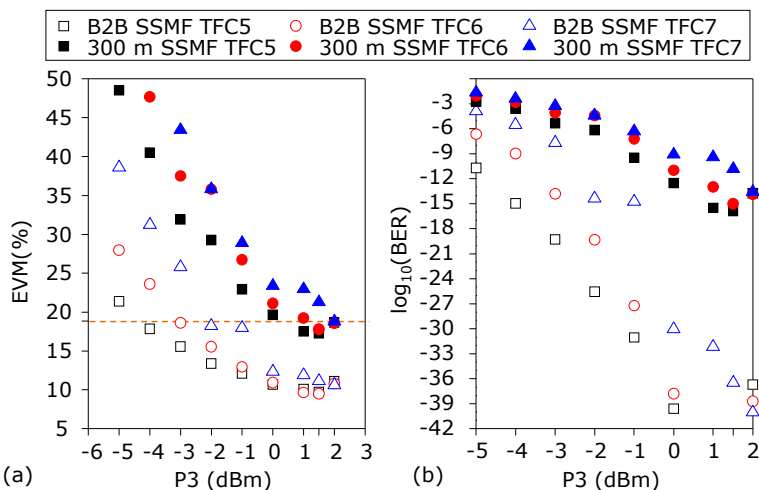 B2B SSMF TFC5 B2B SSMF TFC6 B2B SSMF TFC7
300 m SSMF TFC5 300 m SSMF TFC6 300 m SSMF TFC7
EVM(%)
50
45
40
35
30
25
20
15
10
5
-6 -5 -4 -3 -2 -1 0 1 2 3
P3 (dBm)
(a)
log10(BER)
-3
-6
-9
-12
-15
-18
-21
-24
-27
-30
-33
-36
-39
-42
-5 -4 -3 -2 -1 0 1 2
P3 (dBm)
(b)